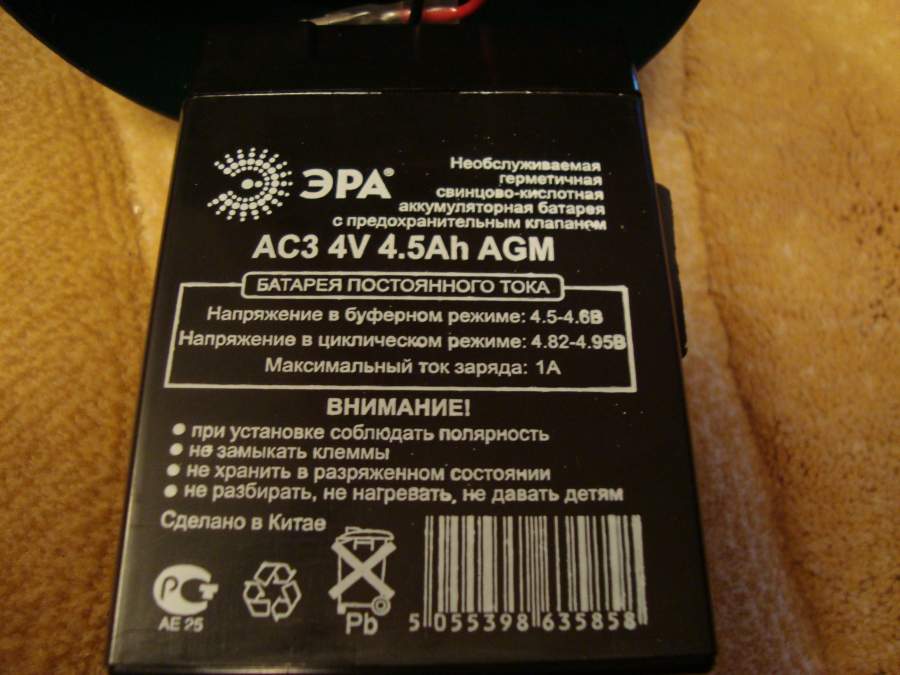 ЭРА®
Необслуживаемая
герметичная
свинцово-кислотная
аккумуляторная батарея
с предохранительным клапаном
AC3 4V 4.5Ah AGM
БАТАРЕЯ ПОСТОЯННОГО ТОКА
Напряжение в буферном режиме: 4.5-4.6В
Напряжение в циклическом режиме: 4.82-4.95В
Максимальный ток заряда: 1А
ВНИМАНИЕ!
● при установке соблюдать полярность
● не замыкать клеммы
● не хранить в разряженном состоянии
● не разбирать, не нагревать, не давать детям
Сделано в Китае
АЕ 25
Pb
5 055398 635858